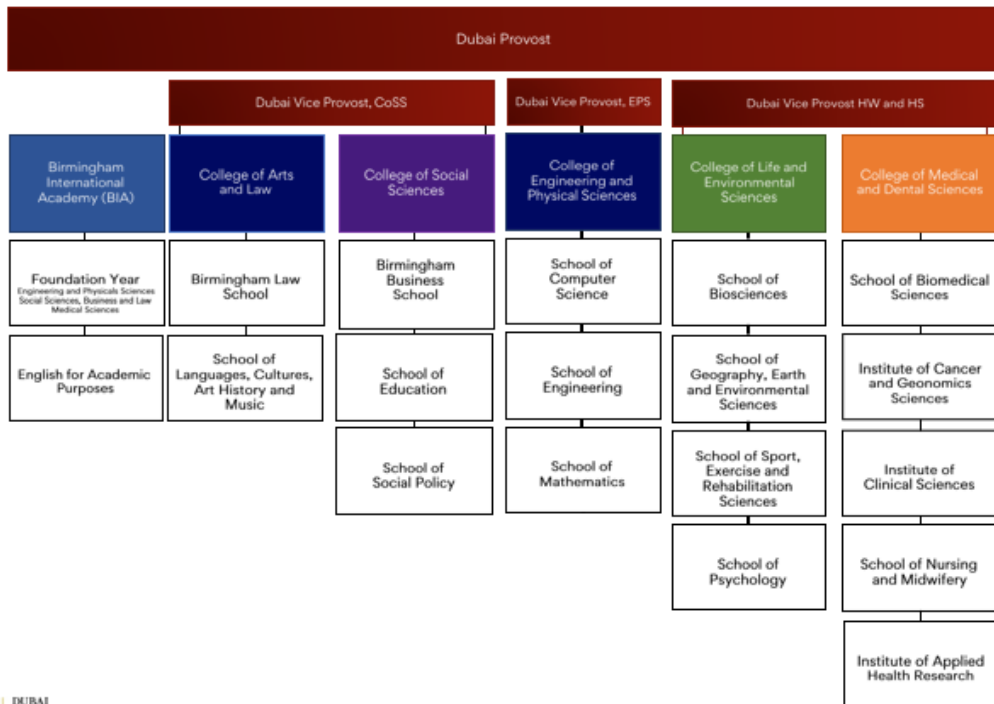 Dubai Provost
Dubai Vice Provost, CoSS
Dubai Vice Provost, EPS
Dubai Vice Provost HW and HS
Birmingham
International
Academy (BIA)
College of Arts
and Law
College of Social
Sciences
College of
Engineering and
Physical Sciences
College of Life and
Environmental
Sciences
College of Medical
and Dental Sciences
Foundation Year
Engineering and Physicals Sciences
Social Sciences, Business and Law
Medical Sciences
Birmingham Law
School
Birmingham
Business
School
School of
Computer
Science
School of
Biosciences
School of Biomedical
Sciences
English for Academic
Purposes
School of
Languages, Cultures,
Art History and
Music
School of
Education
School of
Engineering
School of
Geography, Earth
and Environmental
Sciences
Institute of Cancer
and Geonomics
Sciences
School of
Social Policy
School of
Mathematics
School of Sport,
Exercise and
Rehabilitation
Sciences
Institute of
Clinical Sciences
School of
Psychology
School of Nursing
and Midwifery
Institute of Applied
Health Research
DUBAI